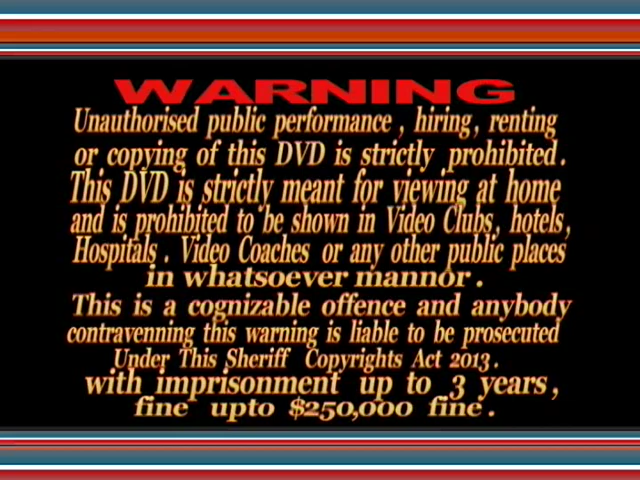 WARNING
Unauthorised public performance , hiring , renting
or copying of this DVD is strictly prohibited .
This DVD is strictly meant for viewing at home
and is prohibited to be shown in Video Clubs, hotels,
Hospitals . Video Coaches or any other public places
in whatsoever mannor .
This is a cognizable offence and anybody
contravenning this warning is liable to be prosecuted
Under This Sheriff Copyrights Act 2013 .
with imprisonment up to 3 years ,
fine upto $250,000 fine .